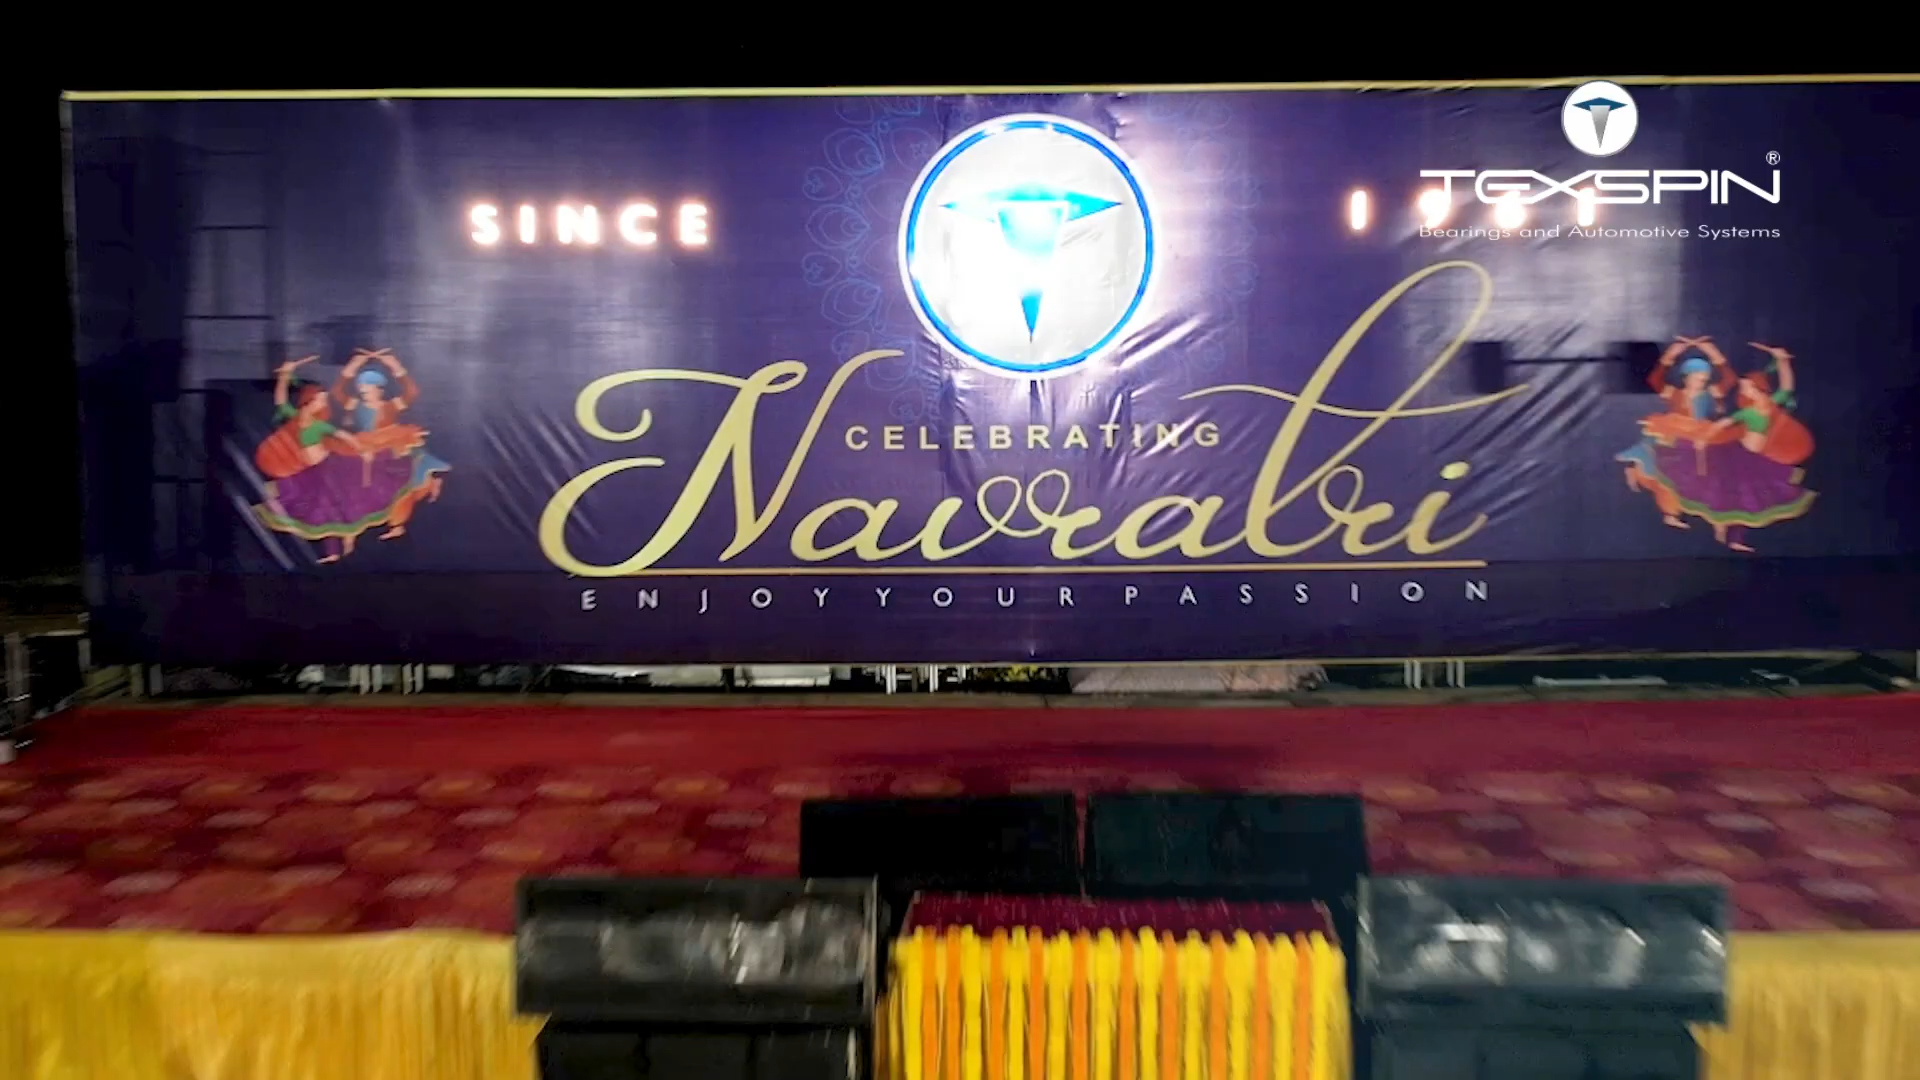 SINCE
TEXSPIN®
Bearings and Automotive Systems
CELEBRATING
Navratri
ENJOY YOUR PASSION